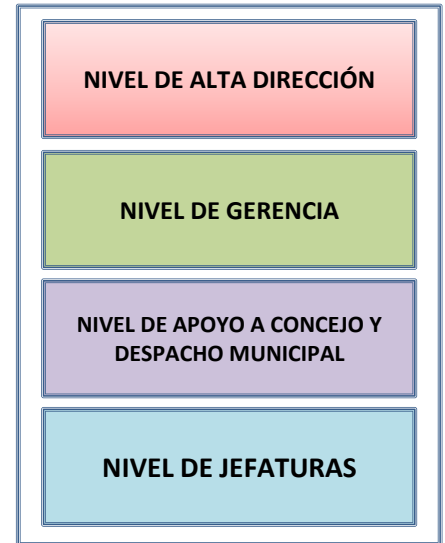 NIVEL DE ALTA DIRECCIÓN
NIVEL DE GERENCIA
NIVEL DE APOYO A CONCEJO Y
DESPACHO MUNICIPAL
NIVEL DE JEFATURAS